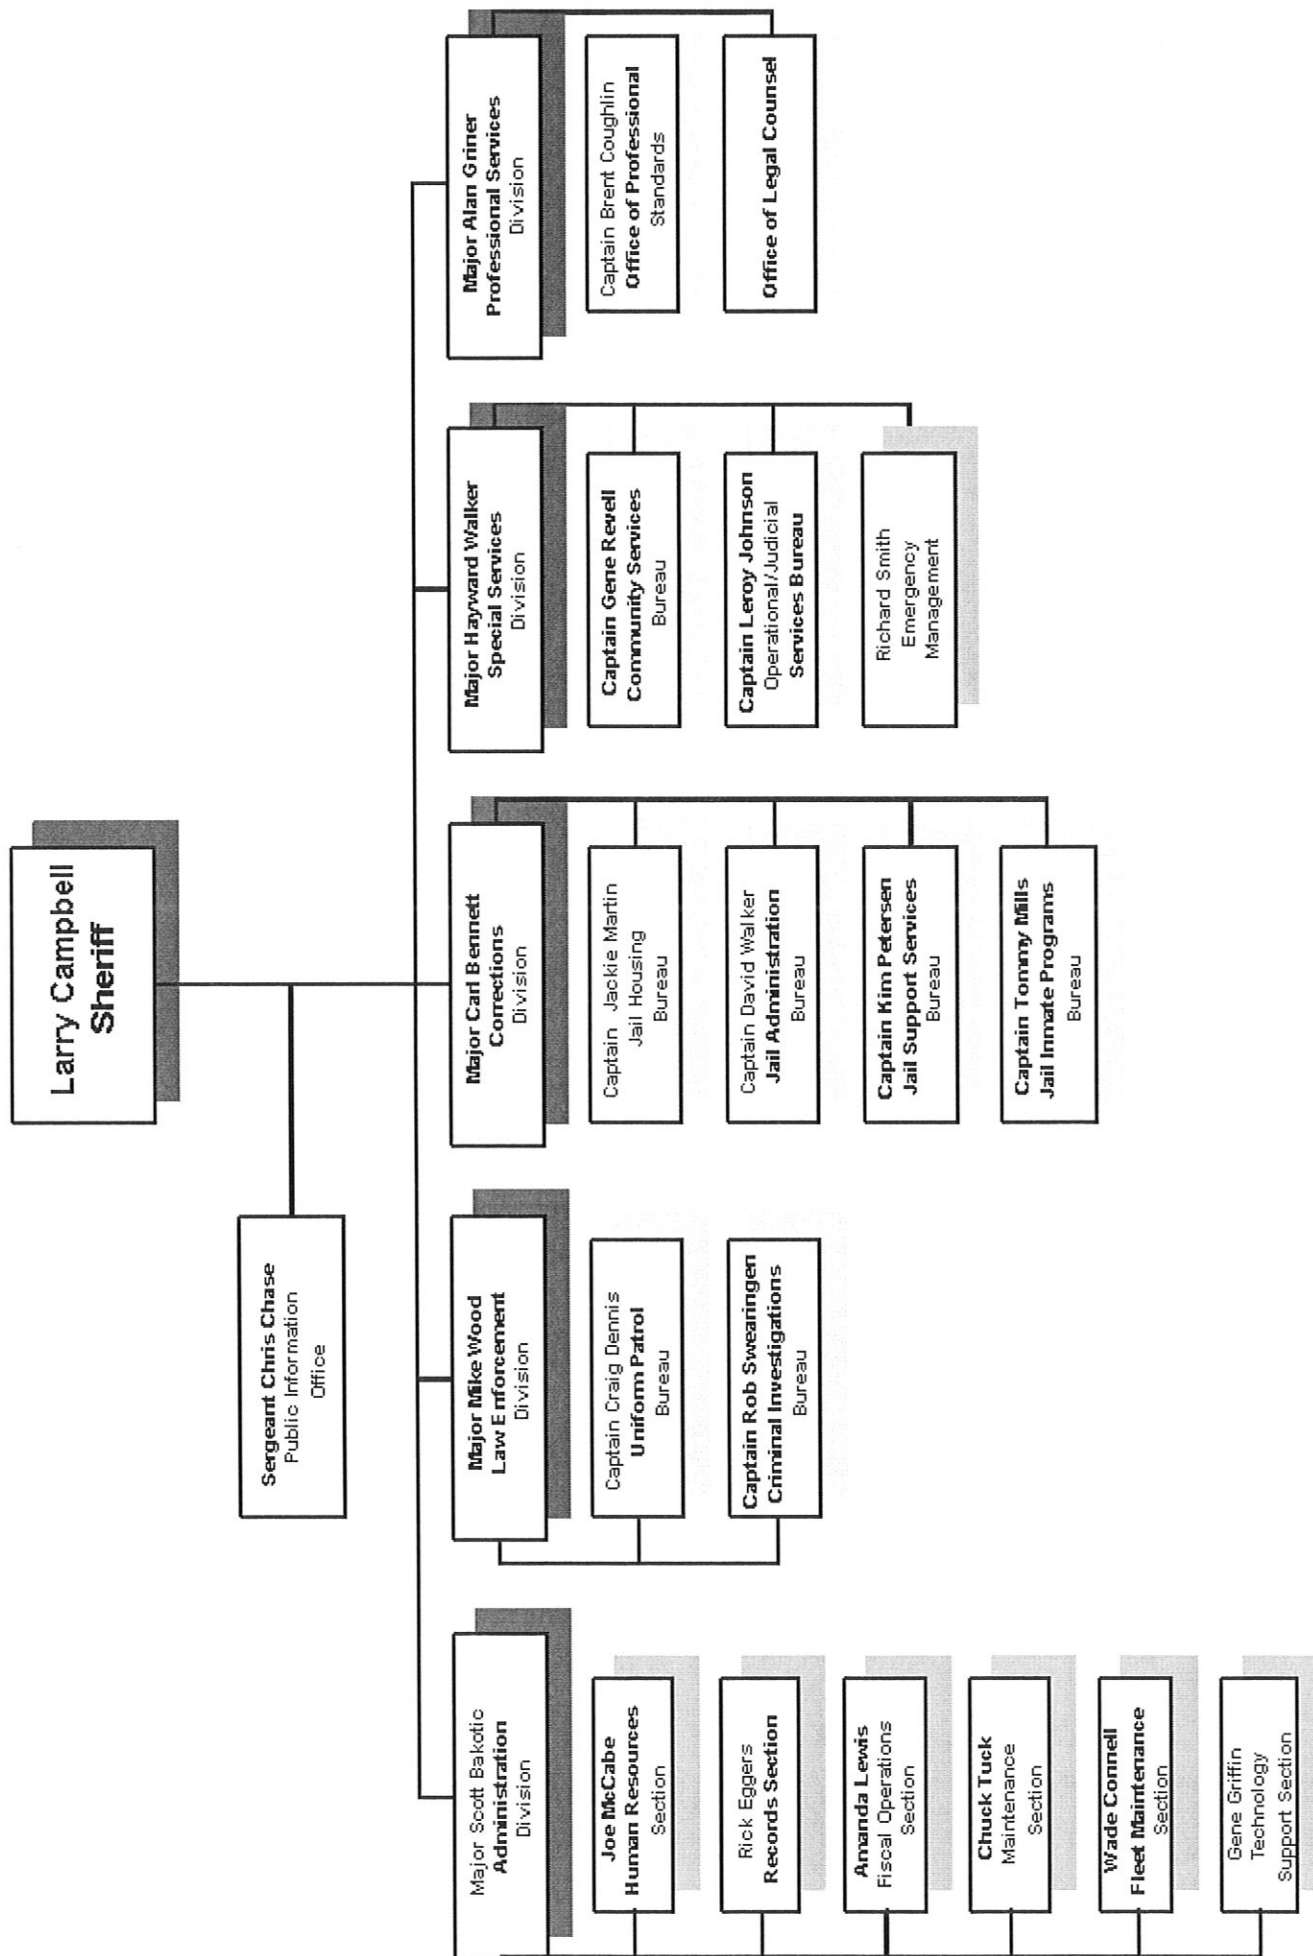 Larry Campbell
Sheriff
Sergeant Chris Chase
Public Information
Office
Major Scott Bakotic
Administration
Division
Joe McCabe
Human Resources
Section
Rick Eggers
Records Section
Amanda Lewis
Fiscal Operations
Section
Chuck Tuck
Maintenance
Section
Wade Connell
Fleet Maintenance
Section
Gene Griffin
Technology
Support Section
Major Mike Wood
Law Enforcement
Division
Captain Craig Dennis
Uniform Patrol
Bureau
Captain Rob Swearingen
Criminal Investigations
Bureau
Major Carl Bennett
Corrections
Division
Captain Jackie Martin
Jail Housing
Bureau
Captain David Walker
Jail Administration
Bureau
Captain Kim Petersen
Jail Support Services
Bureau
Captain Tommy Mills
Jail Inmate Programs
Bureau
Major Hayward Walker
Special Services
Division
Captain Gene Revell
Community Services
Bureau
Captain Leroy Johnson
Operational/Judicial
Services Bureau
Richard Smith
Emergency
Management
Major Alan Griner
Professional Services
Division
Captain Brent Coughlin
Office of Professional
Standards
Office of Legal Counsel